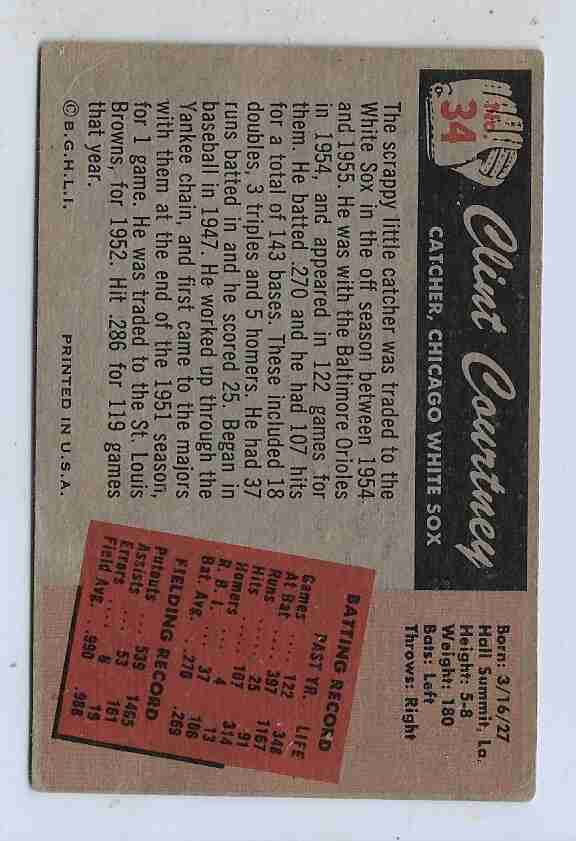 NO.
34
Clint Courtney
CATCHER, CHICAGO WHITE SOX
Born: 3/16/27
Hall Summit, La.
Height: 5-8
Weight: 180
Bats: Left
Throws: Right
The scrappy little catcher was traded to the
White Sox in the off season between 1954
and 1955. He was with the Baltimore Orioles
in 1954, and appeared in 122 games for
them. He batted .270 and he had 107 hits
for a total of 143 bases. These included 18
doubles, 3 triples and 5 homers. He had 37
runs batted in and he scored 25. Began in
baseball in 1947. He worked up through the
Yankee chain, and first came to the majors
with them at the end of the 1951 season,
for 1 game. He was traded to the St. Louis
Browns, for 1952. Hit 286 for 119 games
that year.
BATTING RECORD
PAST YR. LIFE
Games .... 122 348
At Bat .... 397 1167
Runs ..... 25 91
Hits ..... 107 314
Homers ... 4 13
R. B. I. ... 37 106
Bat. Avg. .. .270 .269
FIELDING RECORD
Putouts ... 539 1465
Assists .... 53 161
Errors ..... 8 19
Field Avg. .. .990 .988
© B.G.H.L.I. PRINTED IN U.S.A.